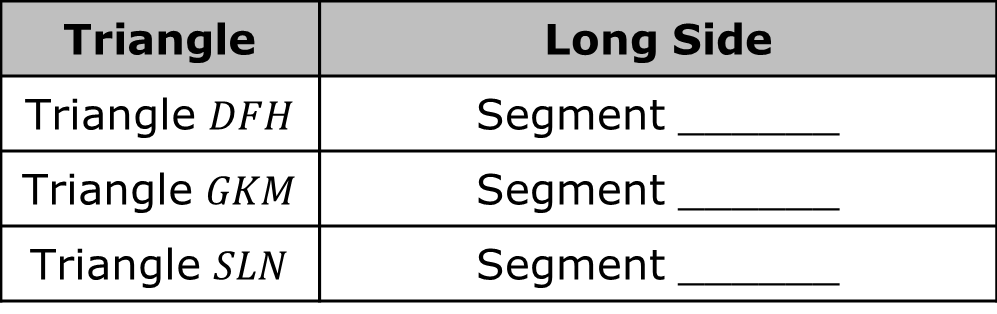 Triangle Long Side
Triangle DFH Segment ______
Triangle GKM Segment ______
Triangle SLN Segment ______